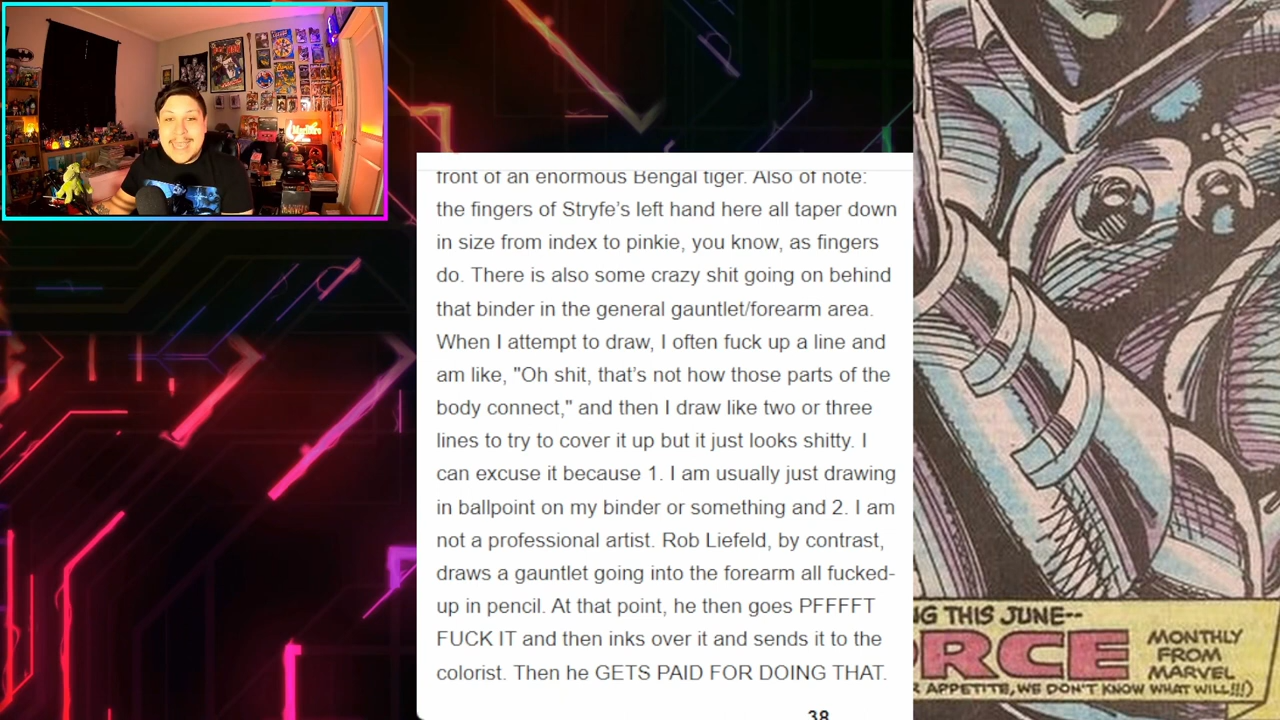 front of an enormous Bengal tiger. Also of note:
the fingers of Stryfe's left hand here all taper down
in size from index to pinkie, you know, as fingers
do. There is also some crazy shit going on behind
that binder in the general gauntlet/forearm area.
When I attempt to draw, I often fuck up a line and
am like, "Oh shit, that's not how those parts of the
body connect," and then I draw like two or three
lines to try to cover it up but it just looks shitty. I
can excuse it because 1. I am usually just drawing
in ballpoint on my binder or something and 2. I am
not a professional artist. Rob Liefeld, by contrast,
draws a gauntlet going into the forearm all fucked-
up in pencil. At that point, he then goes PFFFFT
FUCK IT and then inks over it and sends it to the
colorist. Then he GETS PAID FOR DOING THAT.
38
NG THIS JUNE--
RCE
MONTHLY
FROM
MARVEL
R APPETITE, WE DON'T KNOW WHAT WILL!!!)